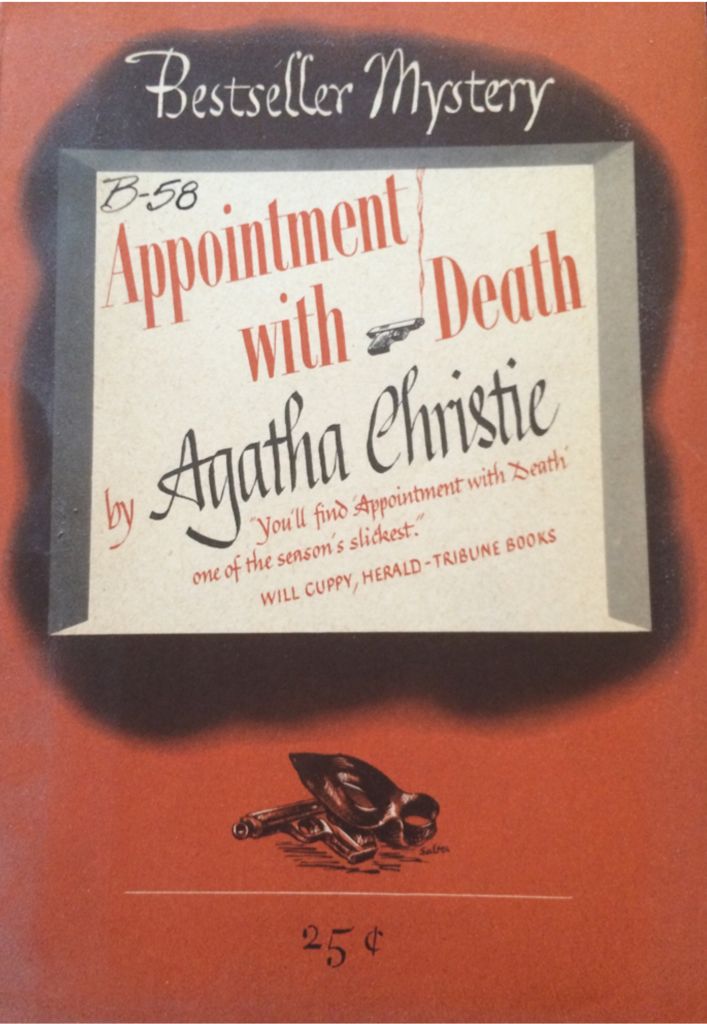 Bestseller Mystery
B-58
Appointment
with Death
by Agatha Christie
"You'll find 'Appointment with Death'
one of the season's slickest."
WILL CUPPY, HERALD-TRIBUNE BOOKS
25¢